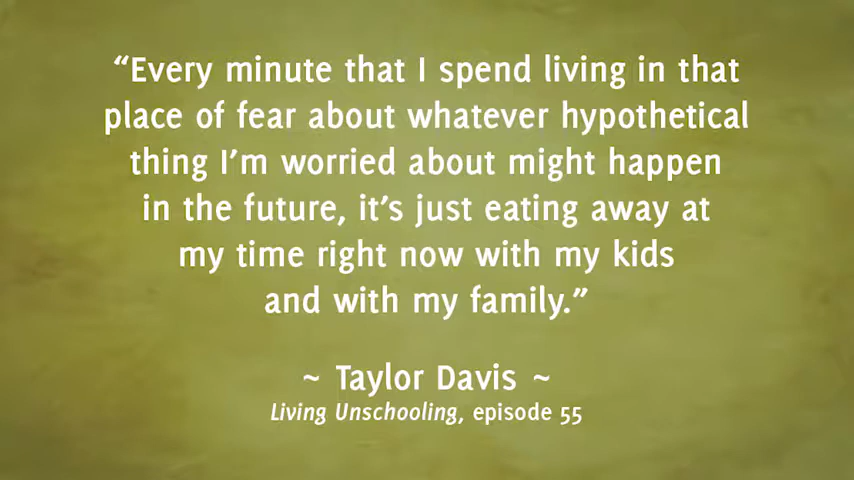 “Every minute that I spend living in that
place of fear about whatever hypothetical
thing I’m worried about might happen
in the future, it’s just eating away at
my time right now with my kids
and with my family.”
~ Taylor Davis ~
Living Unschooling, episode 55